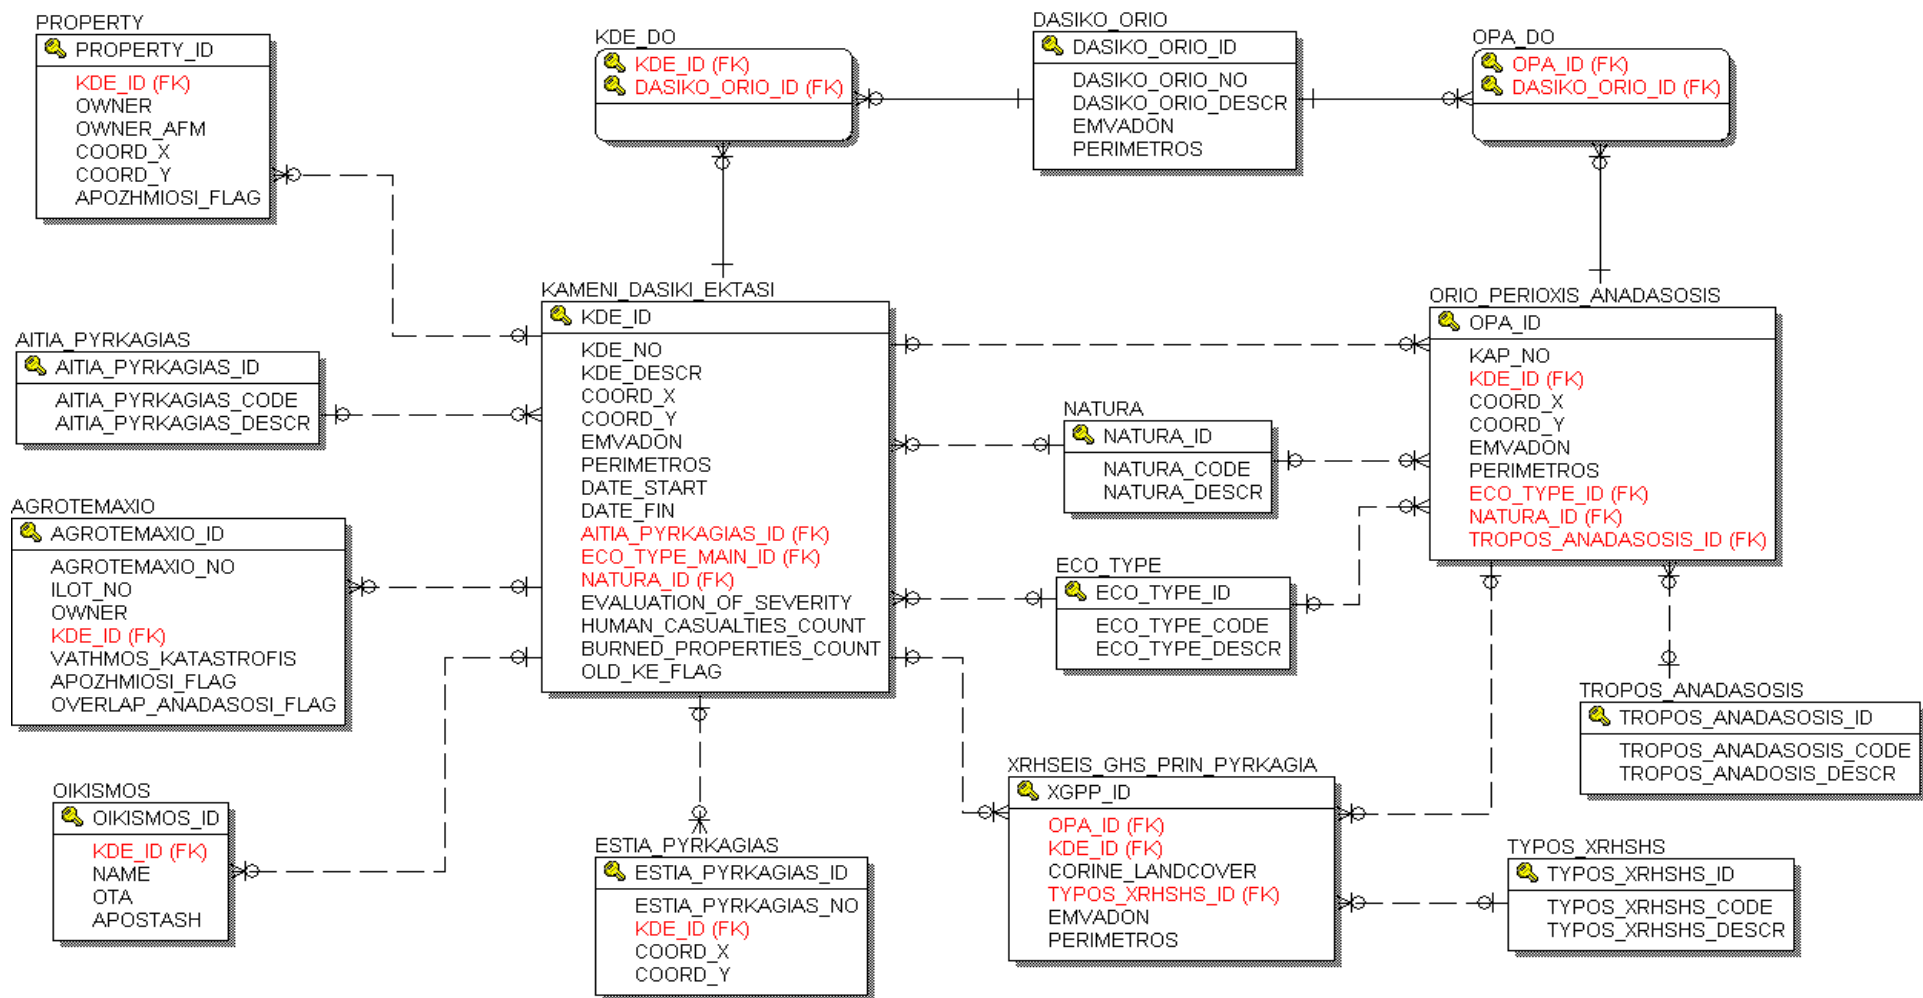 PROPERTY
PROPERTY_ID
KDE_ID (FK)
OWNER
OWNER_AFM
COORD_X
COORD_Y
APOZHMIOSI_FLAG
KDE_DO
KDE_ID (FK)
DASIKO_ORIO_ID (FK)
DASIKO_ORIO
DASIKO_ORIO_ID
DASIKO_ORIO_NO
DASIKO_ORIO_DESCR
EMVADON
PERIMETROS
OPA_DO
OPA_ID (FK)
DASIKO_ORIO_ID (FK)
AITIA_PYRKAGIAS
AITIA_PYRKAGIAS_ID
AITIA_PYRKAGIAS_CODE
AITIA_PYRKAGIAS_DESCR
KAMENI_DASIKI_EKTASI
KDE_ID
KDE_NO
KDE_DESCR
COORD_X
COORD_Y
EMVADON
PERIMETROS
DATE_START
DATE_FIN
AITIA_PYRKAGIAS_ID (FK)
ECO_TYPE_MAIN_ID (FK)
NATURA_ID (FK)
EVALUATION_OF_SEVERITY
HUMAN_CASUALTIES_COUNT
BURNED_PROPERTIES_COUNT
OLD_KE_FLAG
NATURA
NATURA_ID
NATURA_CODE
NATURA_DESCR
ORIO_PERIOXIS_ANADASOSIS
OPA_ID
KAP_NO
KDE_ID (FK)
COORD_X
COORD_Y
EMVADON
PERIMETROS
ECO_TYPE_ID (FK)
NATURA_ID (FK)
TROPOS_ANADASOSIS_ID (FK)
AGROTEMAXIO
AGROTEMAXIO_ID
AGROTEMAXIO_NO
ILOT_NO
OWNER
KDE_ID (FK)
VATHMOS_KATASTROFIS
APOZHMIOSI_FLAG
OVERLAP_ANADASOSI_FLAG
ECO_TYPE
ECO_TYPE_ID
ECO_TYPE_CODE
ECO_TYPE_DESCR
TROPOS_ANADASOSIS
TROPOS_ANADASOSIS_ID
TROPOS_ANADASOSIS_CODE
TROPOS_ANADOSIS_DESCR
OIKISMOS
OIKISMOS_ID
KDE_ID (FK)
NAME
OTA
APOSTASH
ESTIA_PYRKAGIAS
ESTIA_PYRKAGIAS_ID
ESTIA_PYRKAGIAS_NO
KDE_ID (FK)
COORD_X
COORD_Y
XRHSEIS_GHS_PRIN_PYRKAGIA
XGPP_ID
OPA_ID (FK)
KDE_ID (FK)
CORINE_LANDCOVER
TYPOS_XRHSHS_ID (FK)
EMVADON
PERIMETROS
TYPOS_XRHSHS
TYPOS_XRHSHS_ID
TYPOS_XRHSHS_CODE
TYPOS_XRHSHS_DESCR